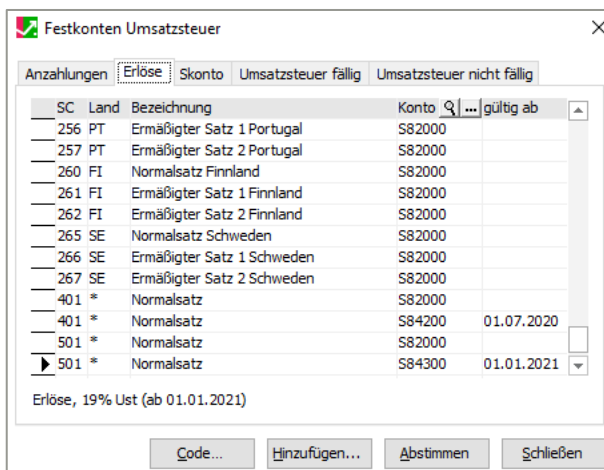 Festkonten Umsatzsteuer
Anzahlungen Erlöse Skonto Umsatzsteuer fällig Umsatzsteuer nicht fällig
SC Land Bezeichnung Konto ... gültig ab
256 PT Ermäßigter Satz 1 Portugal S82000
257 PT Ermäßigter Satz 2 Portugal S82000
260 FI Normalsatz Finnland S82000
261 FI Ermäßigter Satz 1 Finnland S82000
262 FI Ermäßigter Satz 2 Finnland S82000
265 SE Normalsatz Schweden S82000
266 SE Ermäßigter Satz 1 Schweden S82000
267 SE Ermäßigter Satz 2 Schweden S82000
401 * Normalsatz S82000
401 * Normalsatz S84200 01.07.2020
501 * Normalsatz S82000
501 * Normalsatz S84300 01.01.2021
Erlöse, 19% Ust (ab 01.01.2021)
Code... Hinzufügen... Abstimmen Schließen